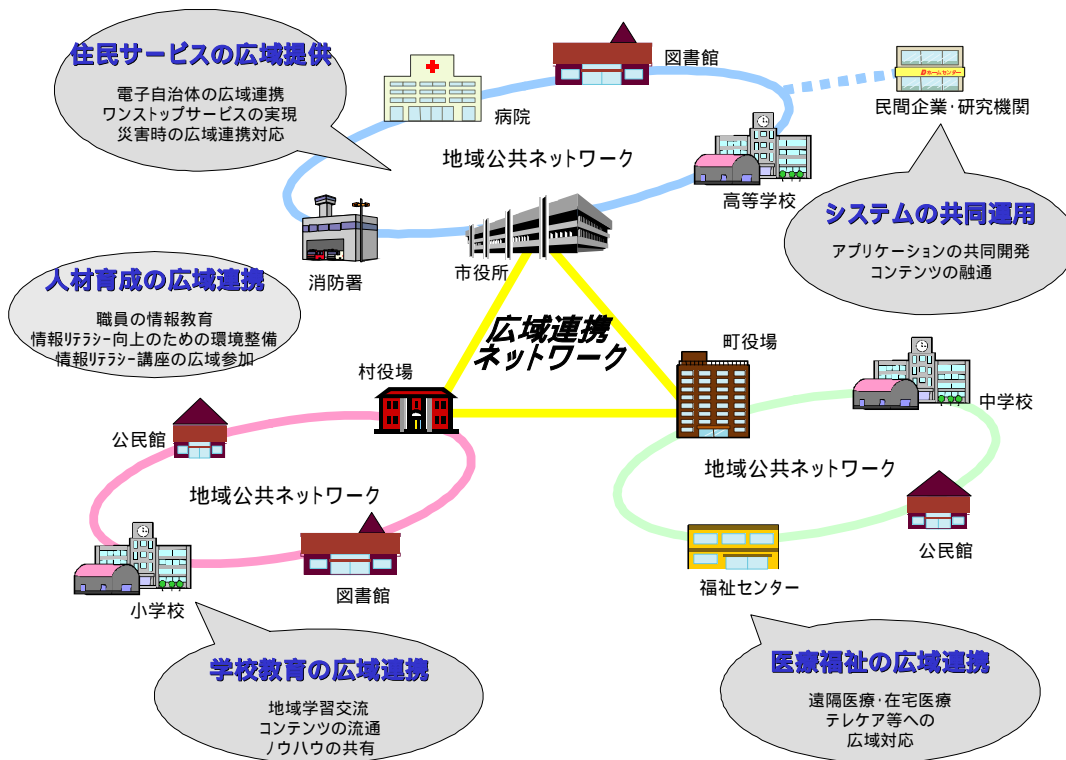 住民サービスの広域提供
電子自治体の広域連携
ワンストップサービスの実現
災害時の広域連携対応
病院
図書館
ホームセンター
民間企業・研究機関
地域公共ネットワーク
高等学校
消防署
市役所
システムの共同運用
アプリケーションの共同開発
コンテンツの融通
人材育成の広域連携
職員の情報教育
情報ﾘﾃﾗｼｰ向上のための環境整備
情報ﾘﾃﾗｼｰ講座の広域参加
広域連携
ネットワーク
村役場
町役場
中学校
公民館
地域公共ネットワーク
小学校
図書館
地域公共ネットワーク
公民館
福祉センター
学校教育の広域連携
地域学習交流
コンテンツの流通
ノウハウの共有
医療福祉の広域連携
遠隔医療・在宅医療
テレケア等への
広域対応